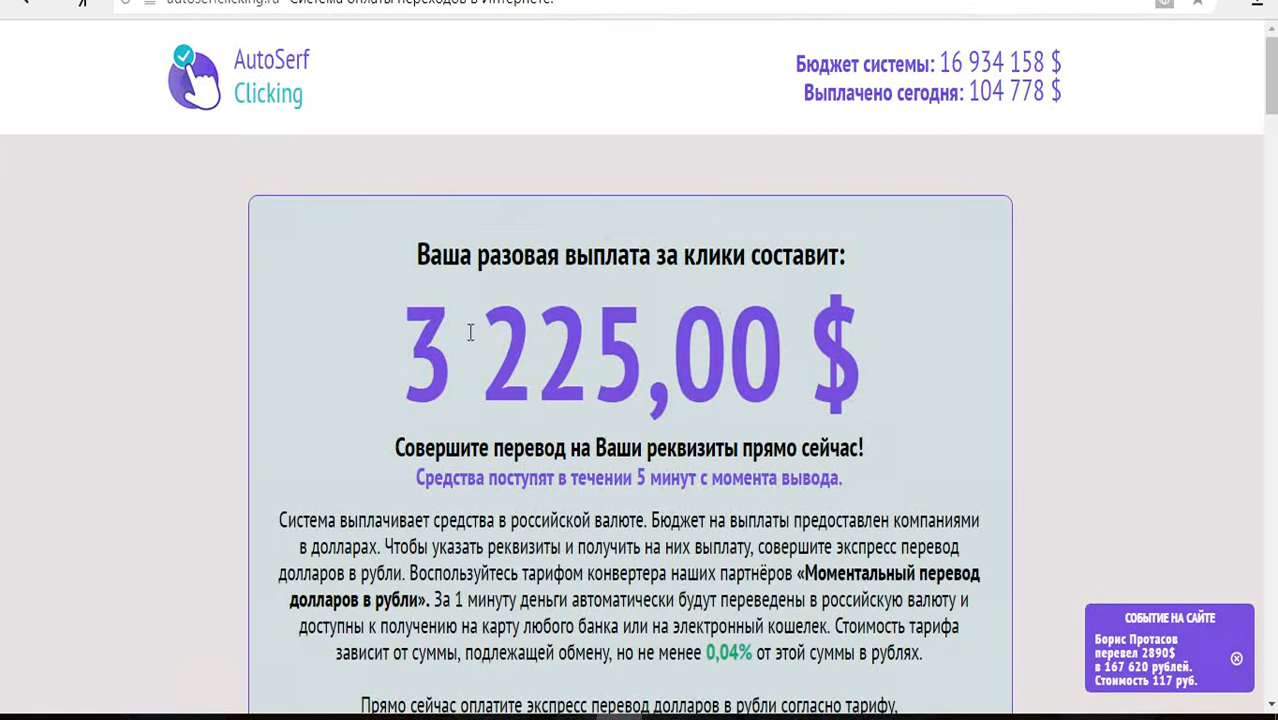 autoserfclicking.ru Система оплаты переходов в Интернете.
AutoSerf
Clicking
Бюджет системы: 16 934 158 $
Выплачено сегодня: 104 778 $
Ваша разовая выплата за клики составит:
3 225,00 $
Совершите перевод на Ваши реквизиты прямо сейчас!
Средства поступят в течении 5 минут с момента вывода.
Система выплачивает средства в российской валюте. Бюджет на выплаты предоставлен компаниями
в долларах. Чтобы указать реквизиты и получить на них выплату, совершите экспресс перевод
долларов в рубли. Воспользуйтесь тарифом конвертера наших партнёров «Моментальный перевод
долларов в рубли». За 1 минуту деньги автоматически будут переведены в российскую валюту и
доступны к получению на карту любого банка или на электронный кошелек. Стоимость тарифа
зависит от суммы, подлежащей обмену, но не менее 0,04% от этой суммы в рублях.
Прямо сейчас оплатите экспресс перевод долларов в рубли согласно тарифу,
СОБЫТИЕ НА САЙТЕ
Борис Протасов
перевел 2890$
в 167 620 рублей.
Стоимость 117 руб.